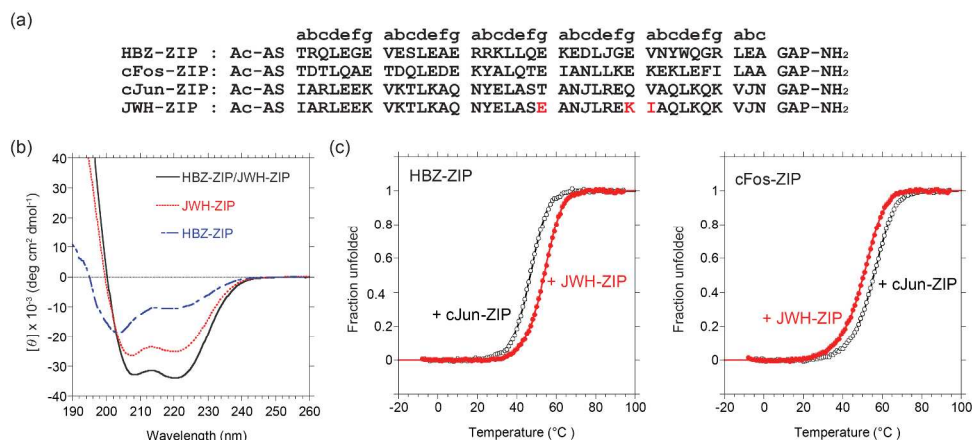 (a)
abcdefg abcdefg abcdefg abcdefg abcdefg abc
HBZ-ZIP : Ac-AS TRQLEGE VESLEAE RRKLLQE KEDLJGE VNYWQGR LEA GAP-NH₂
cFos-ZIP: Ac-AS TDTLQAE TDQLEDE KYALQTE IANLLKE KEKLEFI LAA GAP-NH₂
cJun-ZIP : Ac-AS IARLEEK VKTLKAQ NYELAST ANJLREQ VAQLKQK VJN GAP-NH₂
JWH-ZIP : Ac-AS IARLEEK VKTLKAQ NYELASE ANJLREK IAQLKQK VJN GAP-NH₂
(b)
[θ] x 10⁻³ (deg cm² dmol⁻¹)
40
30
20
10
0
-10
-20
-30
-40
HBZ-ZIP/JWH-ZIP
JWH-ZIP
HBZ-ZIP
190 200 210 220 230 240 250 260
Wavelength (nm)
(c)
HBZ-ZIP
Fraction unfolded
1
0.8
0.6
0.4
0.2
0
+ JWH-ZIP
+ cJun-ZIP
-20 0 20 40 60 80 100
Temperature (°C )
cFos-ZIP
Fraction unfolded
1
0.8
0.6
0.4
0.2
0
+ cJun-ZIP
+ JWH-ZIP
-20 0 20 40 60 80 100
Temperature (°C )